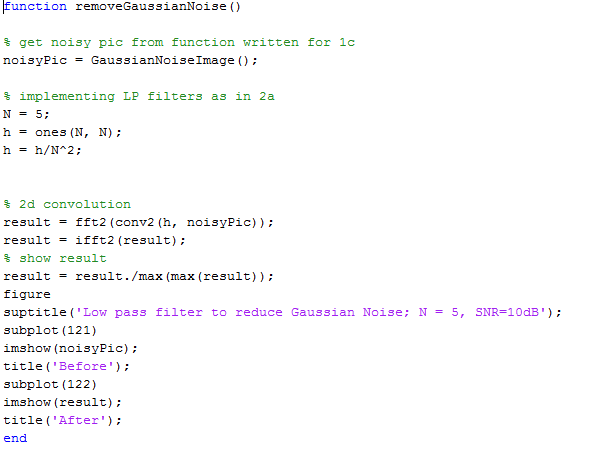 function removeGaussianNoise()
% get noisy pic from function written for 1c
noisyPic = GaussianNoiseImage();
% implementing LP filters as in 2a
N = 5;
h = ones(N, N);
h = h/N^2;
% 2d convolution
result = fft2(conv2(h, noisyPic));
result = ifft2(result);
% show result
result = result./max(max(result));
figure
suptitle('Low pass filter to reduce Gaussian Noise; N = 5, SNR=10dB');
subplot(121)
imshow(noisyPic);
title('Before');
subplot(122)
imshow(result);
title('After');
end